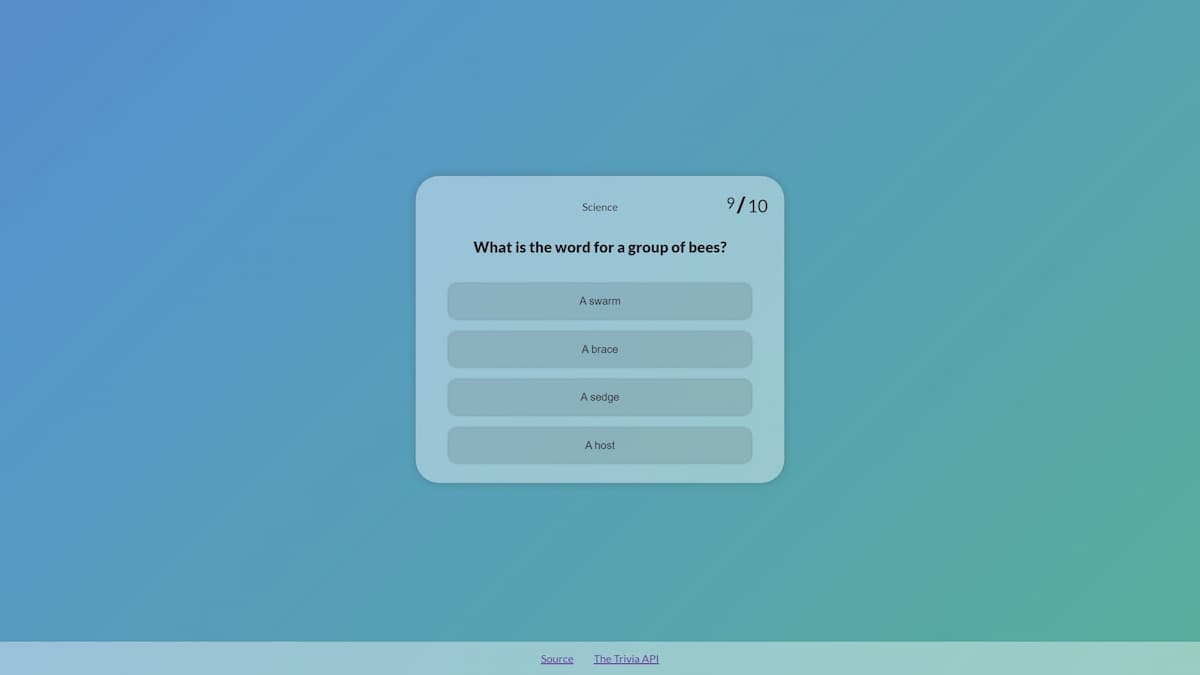 Science
9/10
What is the word for a group of bees?
A swarm
A brace
A sedge
A host
Source The Trivia API